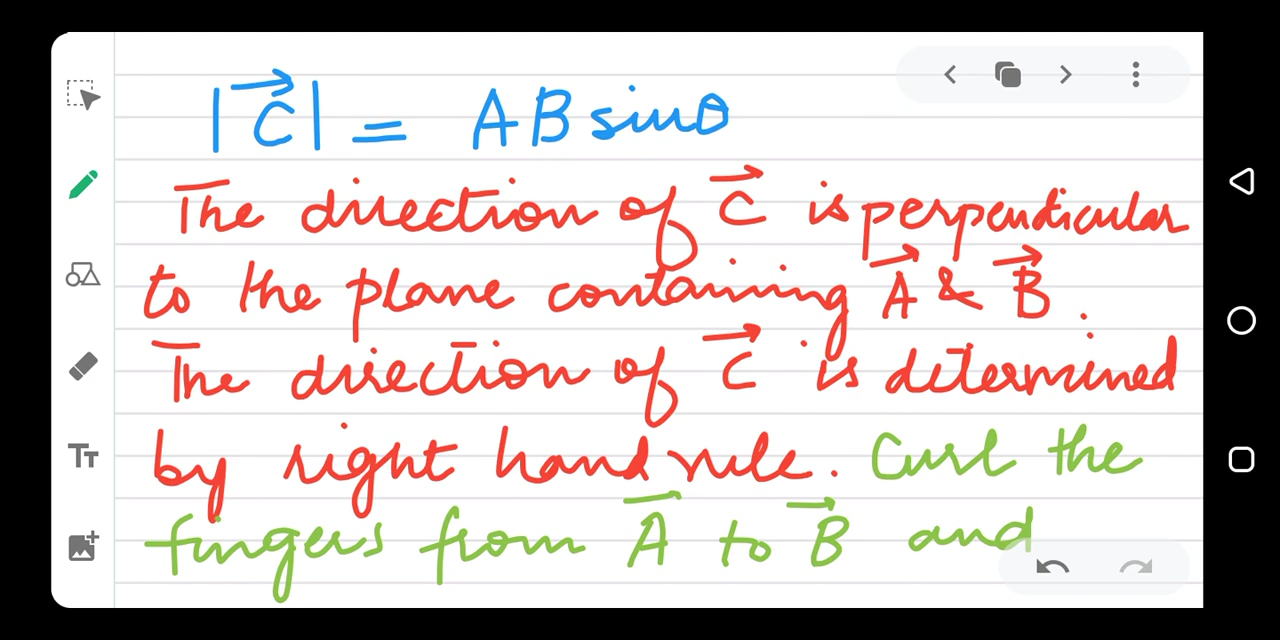 |C⃗| = AB sinθ
The direction of C⃗ is perpendicular
to the plane containing A⃗ & B⃗.
The direction of C⃗ is determined
by right hand rule. Curl the
fingers from A⃗ to B⃗ and
Tт